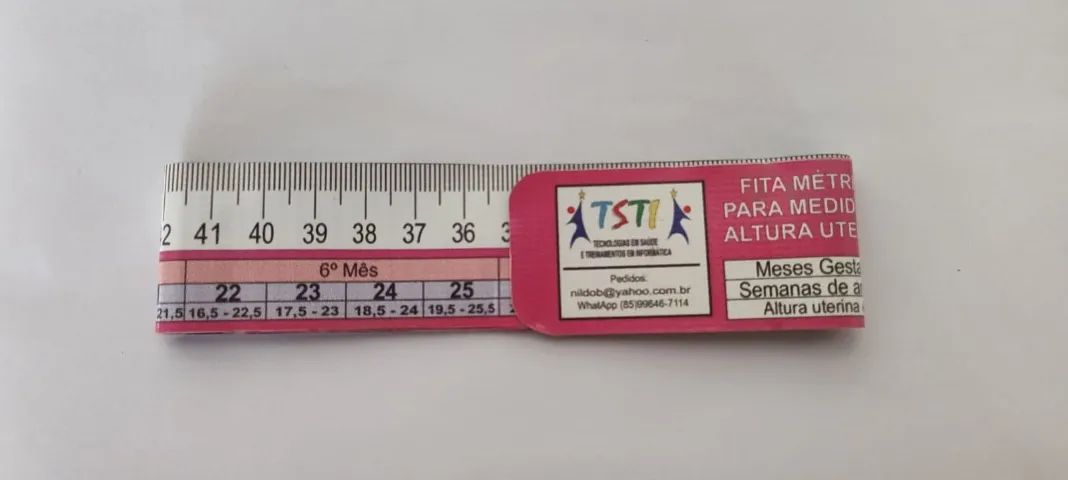 2 41 40 39 38 37 36 3
6º Mês
22 23 24 25
21,5 16,5 - 22,5 17,5 - 23 18,5 - 24 19,5 - 25,5 2
TSTI
TECNOLOGIAS EM SAÚDE
E TREINAMENTOS EM INFORMÁTICA
Pedidos:
nildob@yahoo.com.br
WhatApp (85)99646-7114
FITA MÉTR
PARA MEDID
ALTURA UTE
Meses Gesta
Semanas de a
Altura uterina